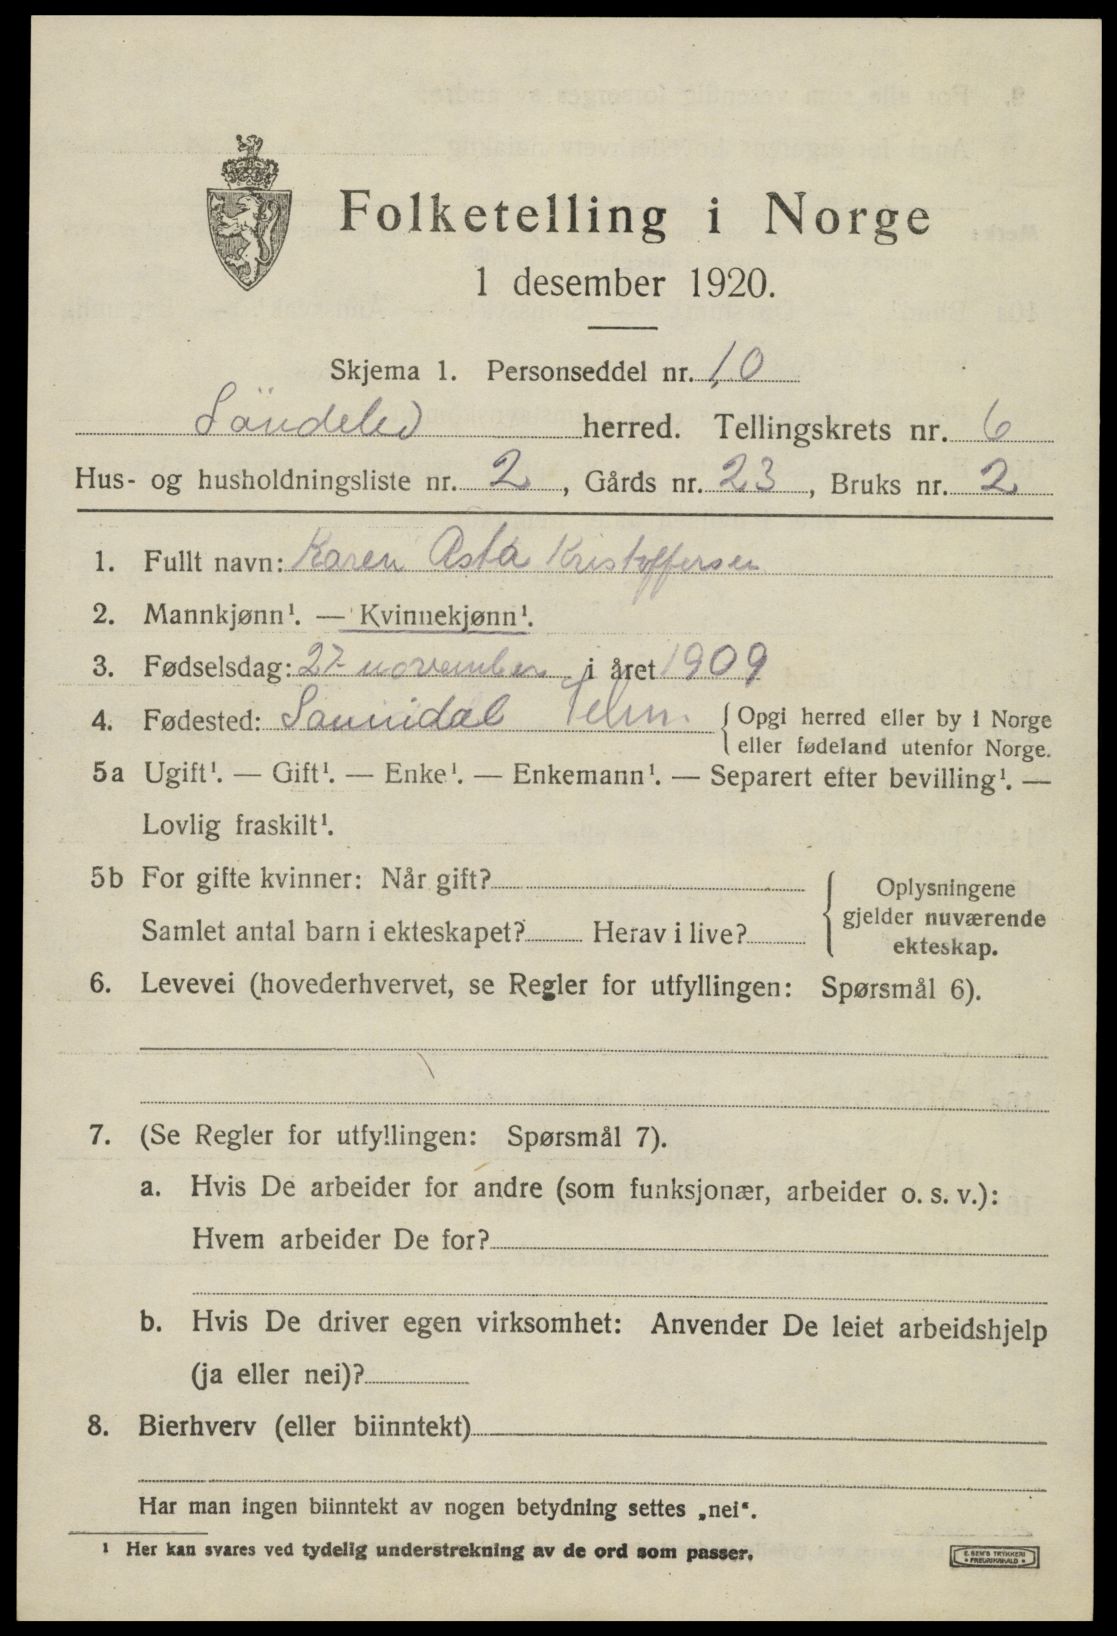 Folketelling i Norge
1 desember 1920.
Skjema 1. Personseddel nr. 10
Söndeled herred. Tellingskrets nr. 6
Hus- og husholdningsliste nr. 2, Gårds nr. 23, Bruks nr. 2
1. Fullt navn: Karen Asta Kristoffersen
2. Mannkjønn¹. — Kvinnekjønn¹.
3. Fødselsdag: 27 november i året 1909
4. Fødested: Sannidal Telm. { Opgi herred eller by i Norge
eller fødeland utenfor Norge.
5a Ugift¹. — Gift¹. — Enke¹. — Enkemann¹. — Separert efter bevilling¹. —
Lovlig fraskilt¹.
5b For gifte kvinner: Når gift?
Samlet antal barn i ekteskapet? Herav i live?
} Oplysningene
gjelder nuværende
ekteskap.
6. Levevei (hovederhvervet, se Regler for utfyllingen: Spørsmål 6).
7. (Se Regler for utfyllingen: Spørsmål 7).
a. Hvis De arbeider for andre (som funksjonær, arbeider o. s. v.):
Hvem arbeider De for?
b. Hvis De driver egen virksomhet: Anvender De leiet arbeidshjelp
(ja eller nei)?
8. Bierhverv (eller biinntekt)
Har man ingen biinntekt av nogen betydning settes „nei“.
¹ Her kan svares ved tydelig understrekning av de ord som passer.
E. SEM'S TRYKKERI
• FREDRIKSHALD •